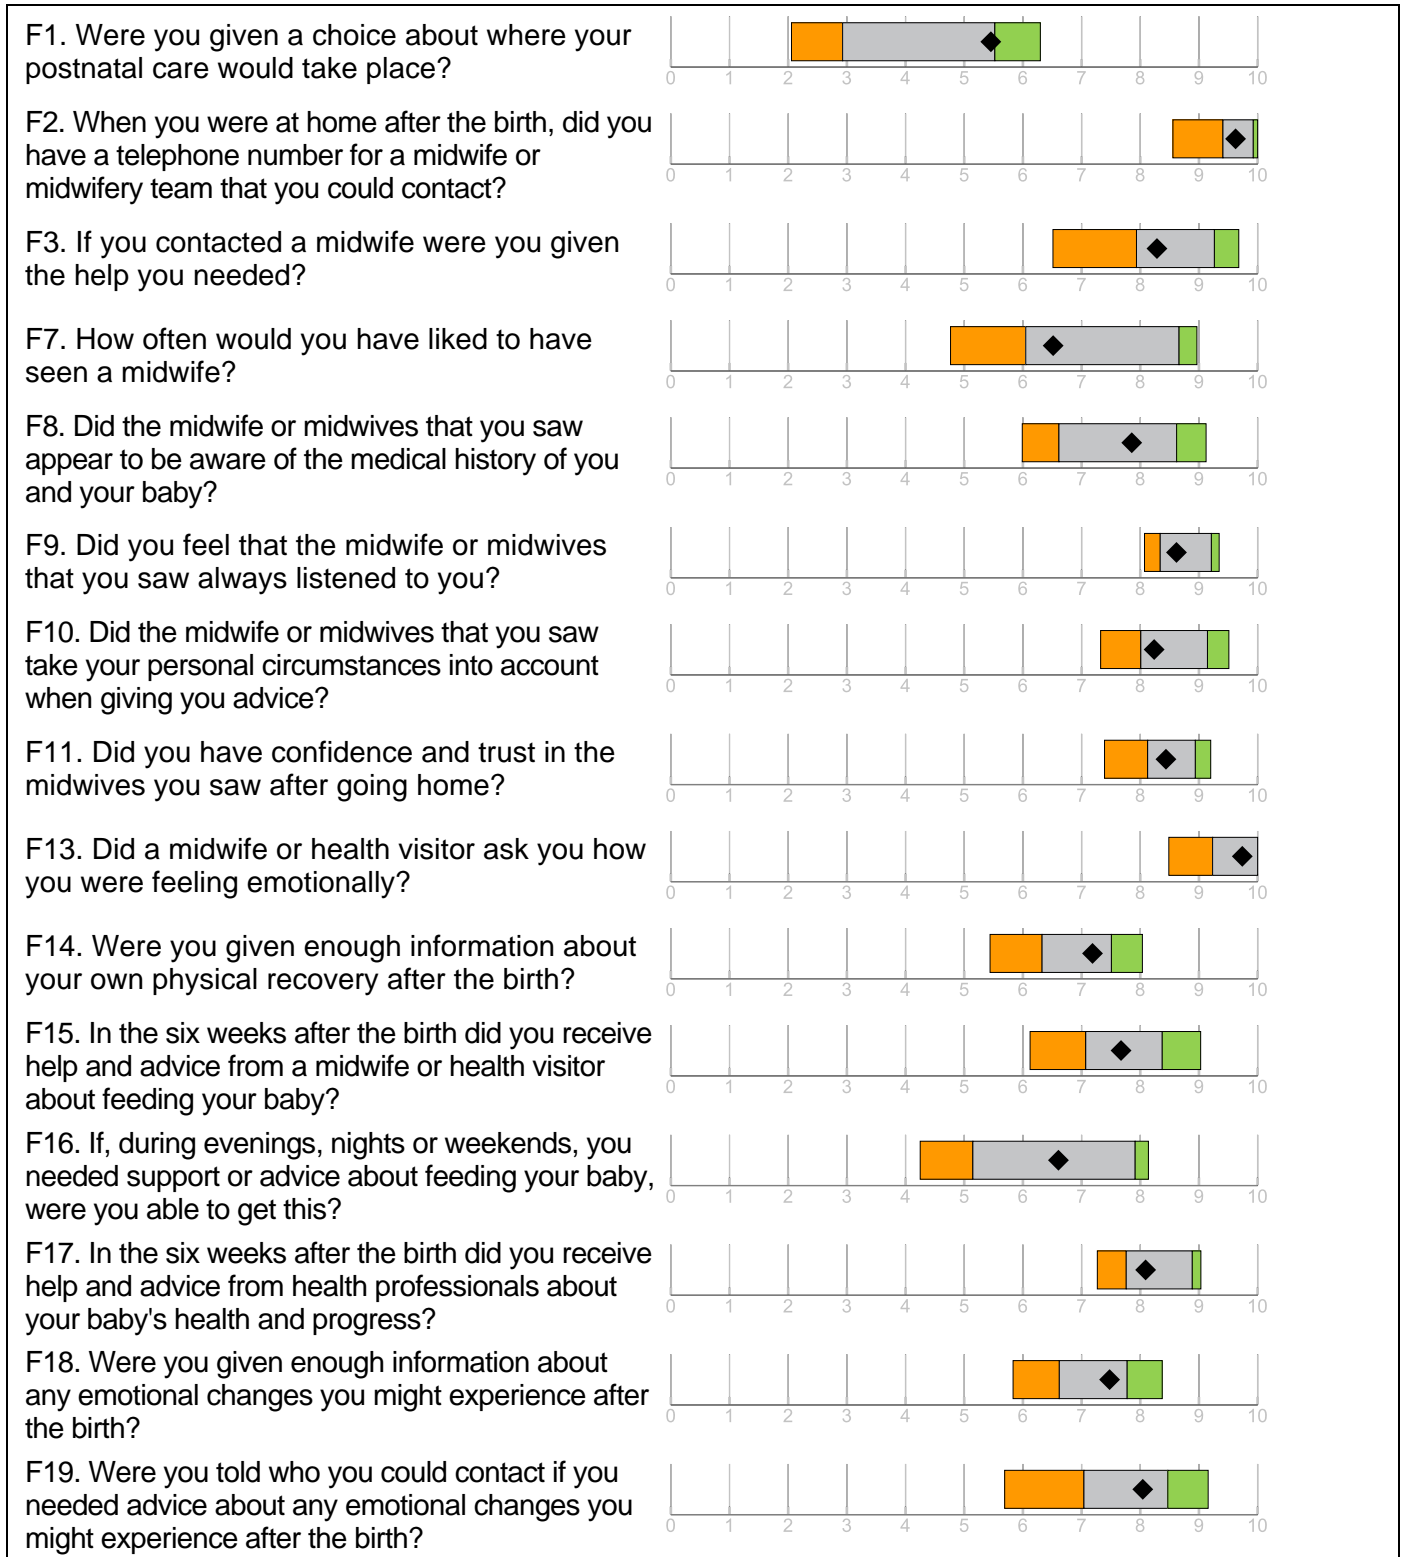 F1. Were you given a choice about where your
postnatal care would take place?
0 1 2 3 4 5 6 7 8 9 10
F2. When you were at home after the birth, did you
have a telephone number for a midwife or
midwifery team that you could contact?
0 1 2 3 4 5 6 7 8 9 10
F3. If you contacted a midwife were you given
the help you needed?
0 1 2 3 4 5 6 7 8 9 10
F7. How often would you have liked to have
seen a midwife?
0 1 2 3 4 5 6 7 8 9 10
F8. Did the midwife or midwives that you saw
appear to be aware of the medical history of you
and your baby?
0 1 2 3 4 5 6 7 8 9 10
F9. Did you feel that the midwife or midwives
that you saw always listened to you?
0 1 2 3 4 5 6 7 8 9 10
F10. Did the midwife or midwives that you saw
take your personal circumstances into account
when giving you advice?
0 1 2 3 4 5 6 7 8 9 10
F11. Did you have confidence and trust in the
midwives you saw after going home?
0 1 2 3 4 5 6 7 8 9 10
F13. Did a midwife or health visitor ask you how
you were feeling emotionally?
0 1 2 3 4 5 6 7 8 9 10
F14. Were you given enough information about
your own physical recovery after the birth?
0 1 2 3 4 5 6 7 8 9 10
F15. In the six weeks after the birth did you receive
help and advice from a midwife or health visitor
about feeding your baby?
0 1 2 3 4 5 6 7 8 9 10
F16. If, during evenings, nights or weekends, you
needed support or advice about feeding your baby,
were you able to get this?
0 1 2 3 4 5 6 7 8 9 10
F17. In the six weeks after the birth did you receive
help and advice from health professionals about
your baby's health and progress?
0 1 2 3 4 5 6 7 8 9 10
F18. Were you given enough information about
any emotional changes you might experience after
the birth?
0 1 2 3 4 5 6 7 8 9 10
F19. Were you told who you could contact if you
needed advice about any emotional changes you
might experience after the birth?
0 1 2 3 4 5 6 7 8 9 10